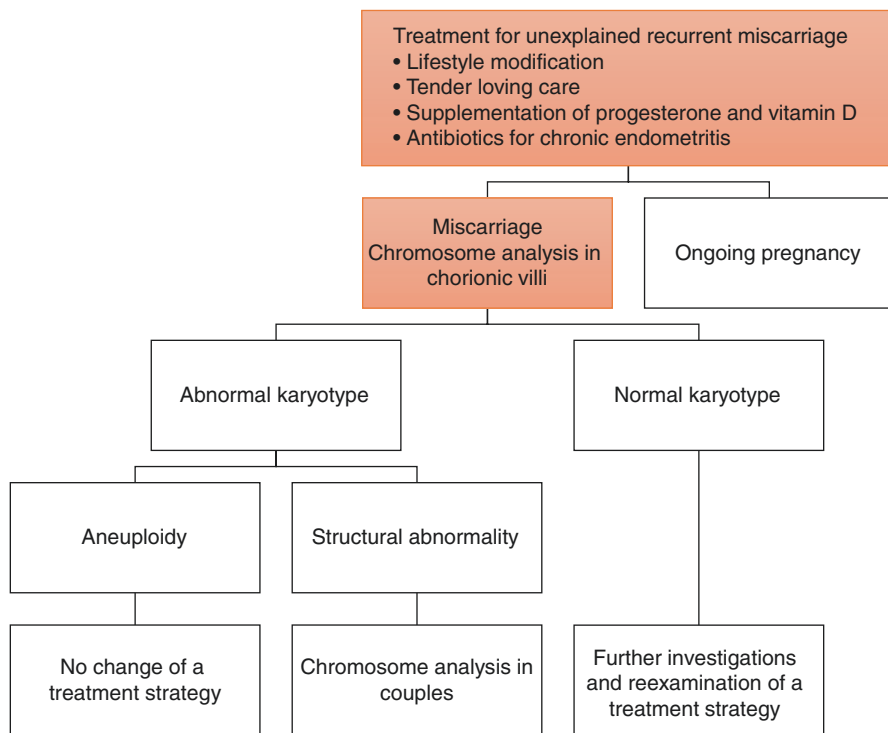 Treatment for unexplained recurrent miscarriage
• Lifestyle modification
• Tender loving care
• Supplementation of progesterone and vitamin D
• Antibiotics for chronic endometritis
Miscarriage
Chromosome analysis in
chorionic villi
Ongoing pregnancy
Abnormal karyotype
Normal karyotype
Aneuploidy
Structural abnormality
No change of a
treatment strategy
Chromosome analysis in
couples
Further investigations
and reexamination of a
treatment strategy